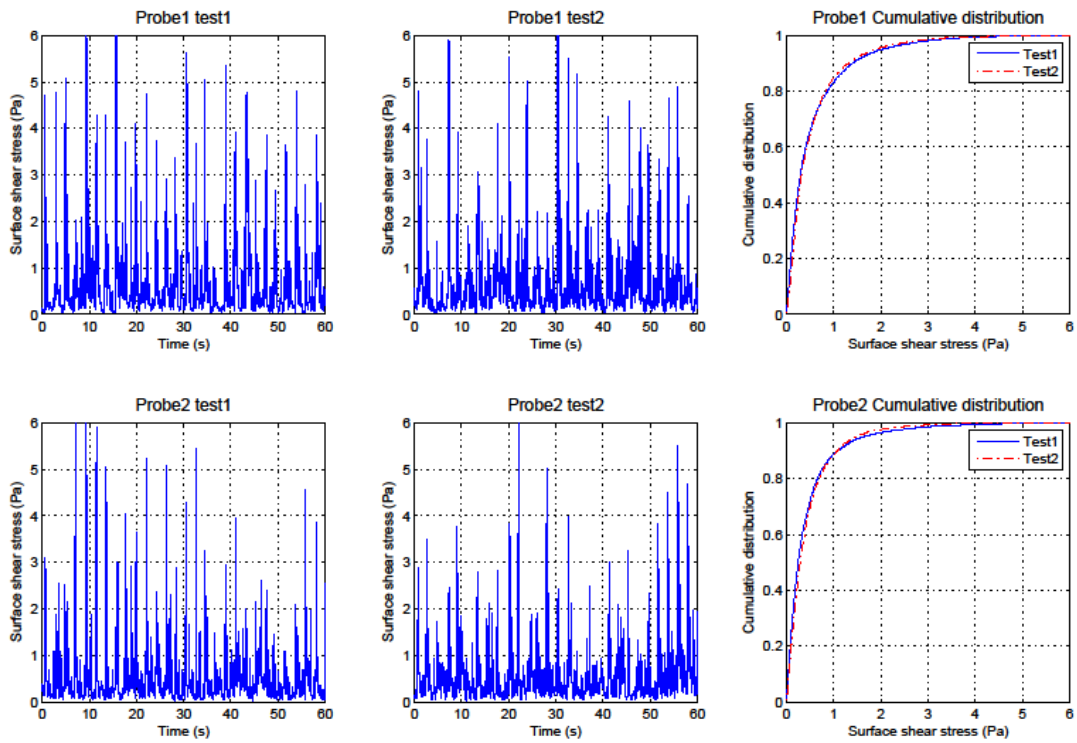 Probe1 test1
Surface shear stress (Pa)
6
5
4
3
2
1
0
0 10 20 30 40 50 60
Time (s)
Probe1 test2
Surface shear stress (Pa)
6
5
4
3
2
1
0
0 10 20 30 40 50 60
Time (s)
Probe1 Cumulative distribution
Cumulative distribution
1
0.8
0.6
0.4
0.2
0
Test1
Test2
0 1 2 3 4 5 6
Surface shear stress (Pa)
Probe2 test1
Surface shear stress (Pa)
6
5
4
3
2
1
0
0 10 20 30 40 50 60
Time (s)
Probe2 test2
Surface shear stress (Pa)
6
5
4
3
2
1
0
0 10 20 30 40 50 60
Time (s)
Probe2 Cumulative distribution
Cumulative distribution
1
0.8
0.6
0.4
0.2
0
Test1
Test2
0 1 2 3 4 5 6
Surface shear stress (Pa)